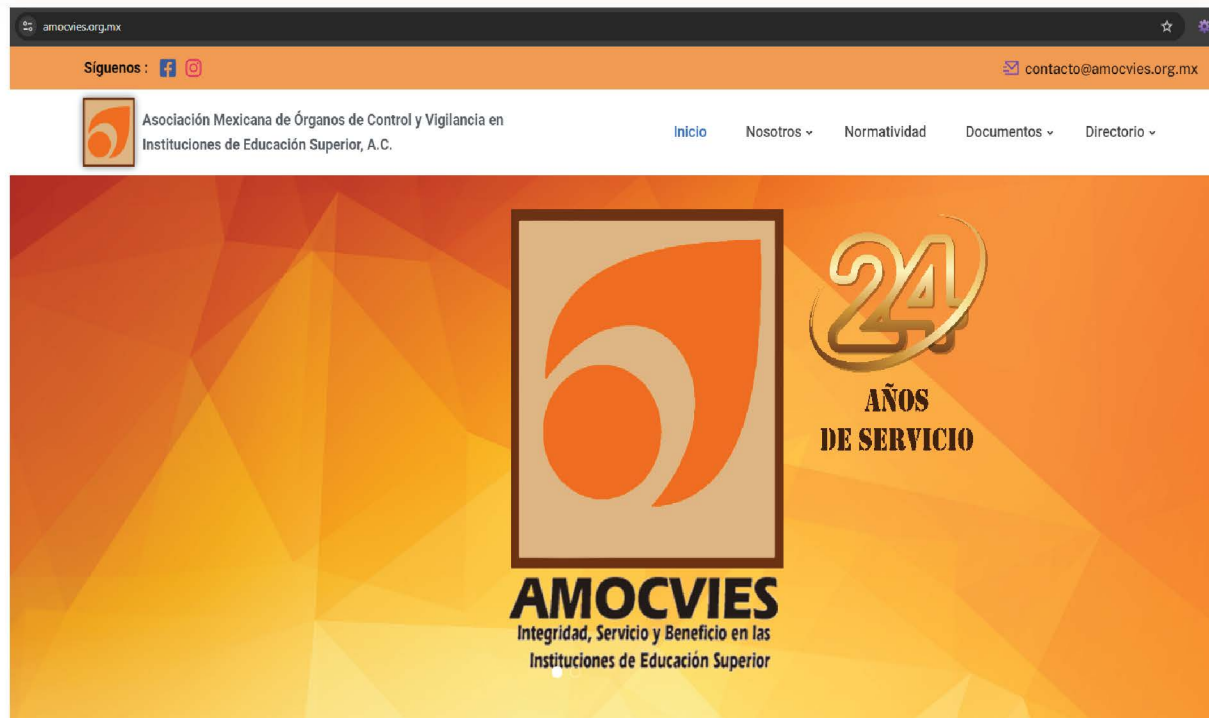 amocvies.org.mx
Síguenos :
contacto@amocvies.org.mx
Asociación Mexicana de Órganos de Control y Vigilancia en
Instituciones de Educación Superior, A.C.
Inicio Nosotros Normatividad Documentos Directorio
24
AÑOS
DE SERVICIO
AMOCVIES
Integridad, Servicio y Beneficio en las
Instituciones de Educación Superior